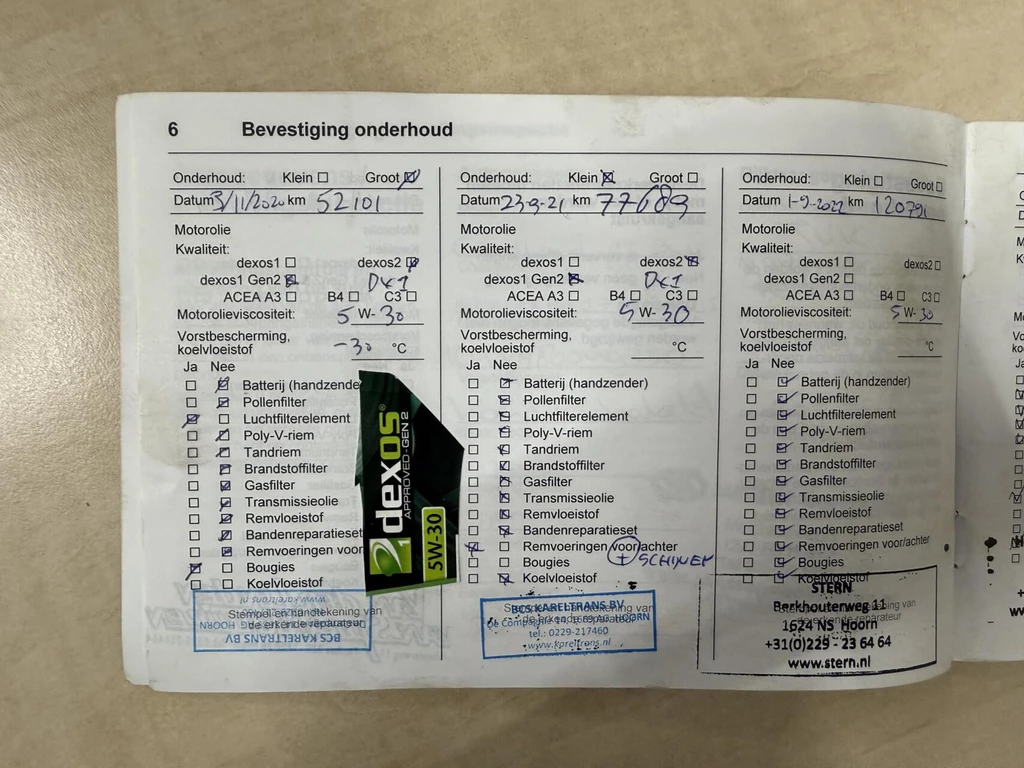 6 Bevestiging onderhoud
Onderhoud: Klein Groot
Datum 3/11/2020 km 52101
Motorolie
Kwaliteit:
dexos1 dexos2
dexos1 Gen2 DX1
ACEA A3 B4 C3
Motorolieviscositeit: 5 W- 30
Vorstbescherming,
koelvloeistof -30 °C
Ja Nee
Batterij (handzende
Pollenfilter
Luchtfilterelement
Poly-V-riem
Tandriem
Brandstoffilter
Gasfilter
Transmissieolie
Remvloeistof
Bandenreparatieset
Remvoeringen voor
Bougies
Koelvloeistof
Stempel en handtekening van
de erkende reparateur
www.kareltrans.nl
BCS KARELTRANS BV
dexos®
APPROVED-GEN 2
5W-30
Onderhoud: Klein Groot
Datum 23-9-21 km 77689
Motorolie
Kwaliteit:
dexos1 dexos2
dexos1 Gen2 DX1
ACEA A3 B4 C3
Motorolieviscositeit: 5 W- 30
Vorstbescherming,
koelvloeistof °C
Ja Nee
Batterij (handzender)
Pollenfilter
Luchtfilterelement
Poly-V-riem
Tandriem
Brandstoffilter
Gasfilter
Transmissieolie
Remvloeistof
Bandenreparatieset
Remvoeringen voor/achter
Bougies + SCHIJVEN
Koelvloeistof
BCS KARELTRANS BV
HOORN
tel.: 0229-217460
www.kareltrans.nl
Onderhoud: Klein Groot
Datum 1-9-2022 km 120791
Motorolie
Kwaliteit:
dexos1 dexos2
dexos1 Gen2
ACEA A3 B4 C3
Motorolieviscositeit: 5 W- 30
Vorstbescherming,
koelvloeistof °C
Ja Nee
Batterij (handzender)
Pollenfilter
Luchtfilterelement
Poly-V-riem
Tandriem
Brandstoffilter
Gasfilter
Transmissieolie
Remvloeistof
Bandenreparatieset
Remvoeringen voor/achter
Bougies
Koelvloeistof
STERN
Berkhouterweg 11
1624 NS Hoorn
+31(0)229 - 23 64 64
www.stern.nl